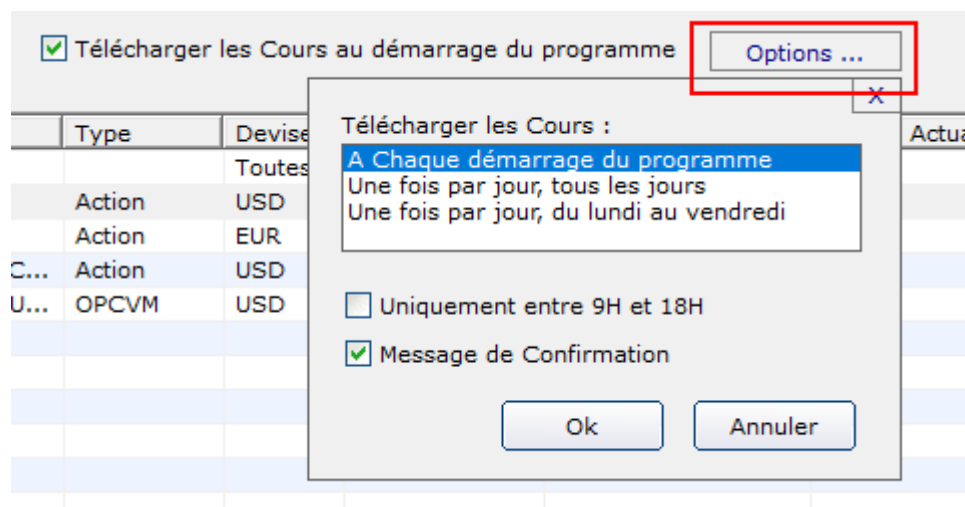 Télécharger les Cours au démarrage du programme Options ...
X
Télécharger les Cours :
Type Devise Actua
A Chaque démarrage du programme
Toutes
Une fois par jour, tous les jours
Action USD
Une fois par jour, du lundi au vendredi
Action EUR
C... Action USD
U... OPCVM USD
Uniquement entre 9H et 18H
Message de Confirmation
Ok Annuler